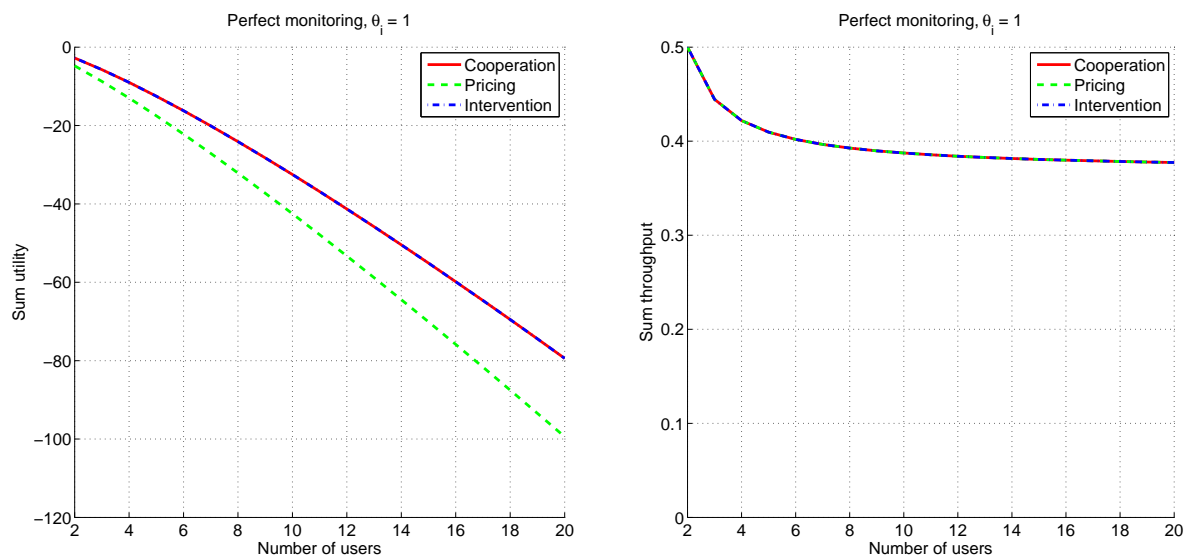 Perfect monitoring, θi = 1
0
−20
−40
−60
−80
−100
−120
Sum utility
2
4
6
8
10
12
14
16
18
20
Number of users
Cooperation
Pricing
Intervention
Perfect monitoring, θi = 1
0.5
0.4
0.3
0.2
0.1
0
Sum throughput
2
4
6
8
10
12
14
16
18
20
Number of users
Cooperation
Pricing
Intervention